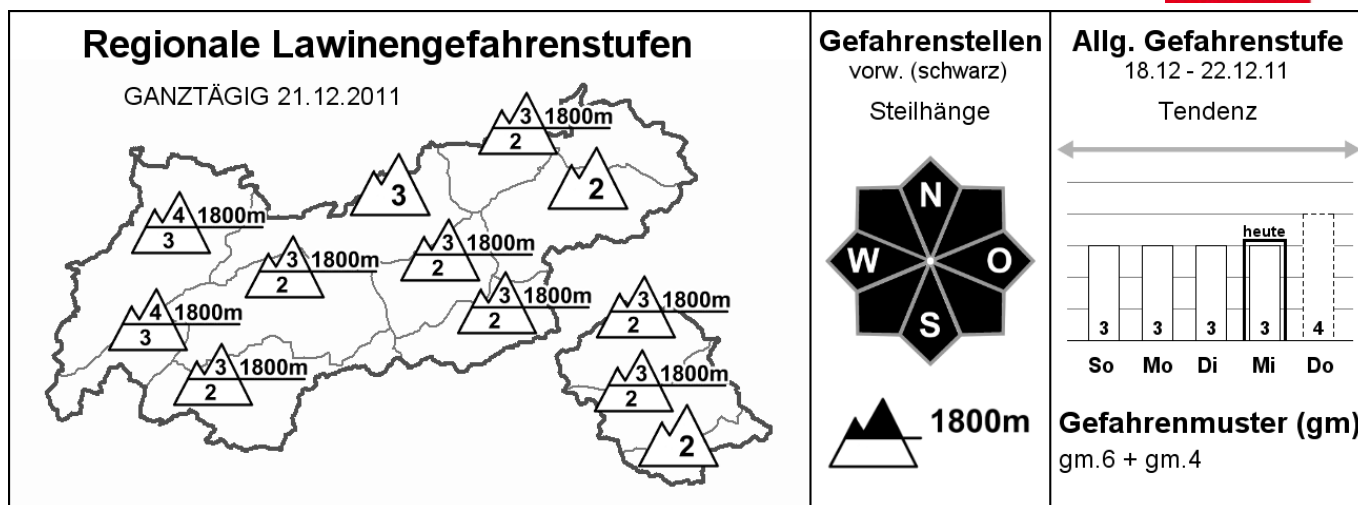 Regionale Lawinengefahrenstufen
GANZTÄGIG 21.12.2011
3 1800m
2
3
2
4 1800m
3
3 1800m
2
3 1800m
2
4 1800m
3
3 1800m
2
3 1800m
2
3 1800m
2
3 1800m
2
2
Gefahrenstellen
vorw. (schwarz)
Steilhänge
N
W O
S
1800m
Allg. Gefahrenstufe
18.12 - 22.12.11
Tendenz
heute
3 3 3 3 4
So Mo Di Mi Do
Gefahrenmuster (gm)
gm.6 + gm.4